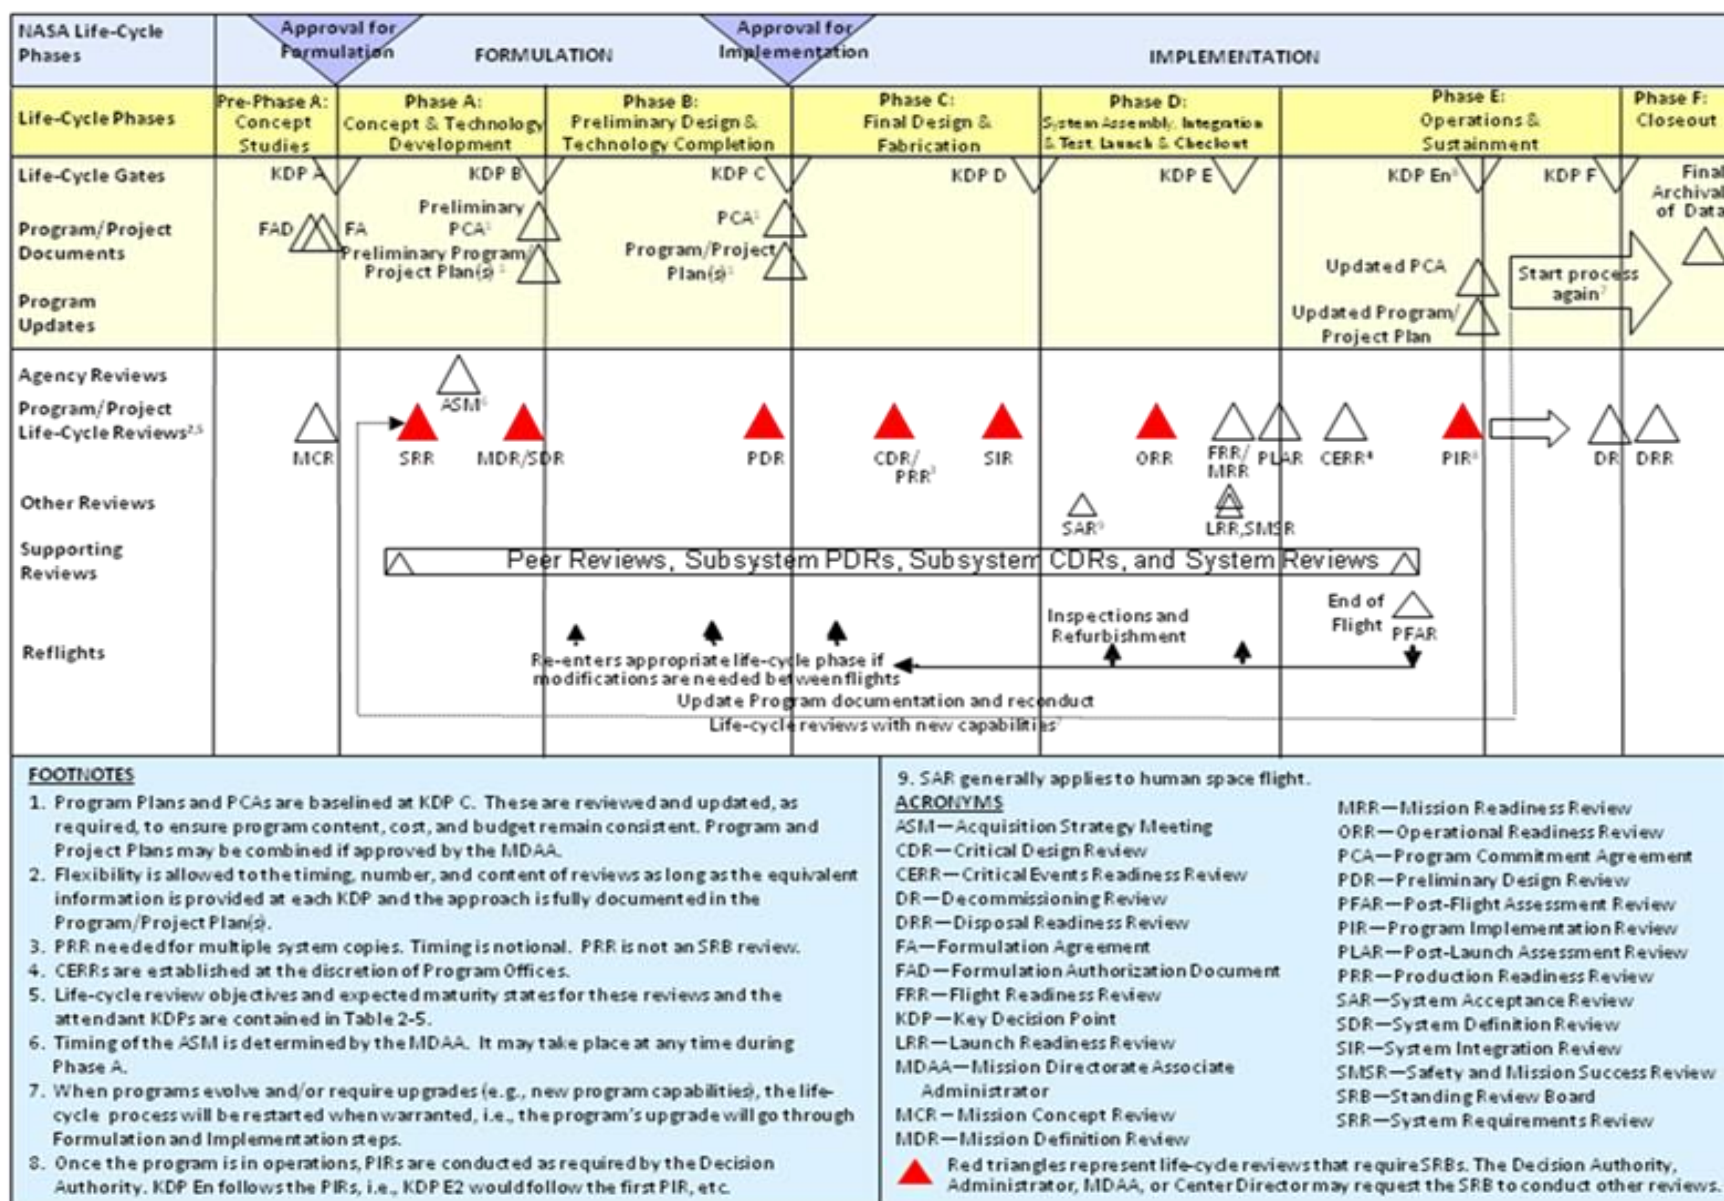 NASA Life-Cycle
Phases
Approval for
Formulation
FORMULATION
Approval for
Implementation
IMPLEMENTATION
Life-Cycle Phases
Pre-Phase A:
Concept
Studies
Phase A:
Concept & Technology
Development
Phase B:
Preliminary Design &
Technology Completion
Phase C:
Final Design &
Fabrication
Phase D:
System Assembly, Integration
& Test, Launch & Checkout
Phase E:
Operations &
Sustainment
Phase F:
Closeout
Life-Cycle Gates
KDP A
KDP B
KDP C
KDP D
KDP E
KDP En⁸
KDP F
Final
Archival
of Data
Program/Project
Documents
FAD
FA
Preliminary
PCA¹
Preliminary Program/
Project Plan(s) ¹
PCA¹
Program/Project
Plan(s)¹
Program
Updates
Updated PCA
Updated Program/
Project Plan
Start process
again⁷
Agency Reviews
ASM⁶
Program/Project
Life-Cycle Reviews²,⁵
MCR
SRR
MDR/SDR
PDR
CDR/
PRR³
SIR
ORR
FRR/
MRR
PLAR
CERR⁴
PIR⁸
DR
DRR
Other Reviews
SAR⁹
LRR,SMSR
Supporting
Reviews
Peer Reviews, Subsystem PDRs, Subsystem CDRs, and System Reviews
Reflights
Inspections and
Refurbishment
End of
Flight
PFAR
Re-enters appropriate life-cycle phase if
modifications are needed between flights
Update Program documentation and reconduct
Life-cycle reviews with new capabilities⁷
FOOTNOTES
1. Program Plans and PCAs are baselined at KDP C. These are reviewed and updated, as
required, to ensure program content, cost, and budget remain consistent. Program and
Project Plans may be combined if approved by the MDAA.
2. Flexibility is allowed to the timing, number, and content of reviews as long as the equivalent
information is provided at each KDP and the approach is fully documented in the
Program/Project Plan(s).
3. PRR needed for multiple system copies. Timing is notional. PRR is not an SRB review.
4. CERRs are established at the discretion of Program Offices.
5. Life-cycle review objectives and expected maturity states for these reviews and the
attendant KDPs are contained in Table 2-5.
6. Timing of the ASM is determined by the MDAA. It may take place at any time during
Phase A.
7. When programs evolve and/or require upgrades (e.g., new program capabilities), the life-
cycle process will be restarted when warranted, i.e., the program's upgrade will go through
Formulation and Implementation steps.
8. Once the program is in operations, PIRs are conducted as required by the Decision
Authority. KDP En follows the PIRs, i.e., KDP E2 would follow the first PIR, etc.
9. SAR generally applies to human space flight.
ACRONYMS
ASM—Acquisition Strategy Meeting
CDR—Critical Design Review
CERR—Critical Events Readiness Review
DR—Decommissioning Review
DRR—Disposal Readiness Review
FA—Formulation Agreement
FAD—Formulation Authorization Document
FRR—Flight Readiness Review
KDP—Key Decision Point
LRR—Launch Readiness Review
MDAA—Mission Directorate Associate
Administrator
MCR—Mission Concept Review
MDR—Mission Definition Review
MRR—Mission Readiness Review
ORR—Operational Readiness Review
PCA—Program Commitment Agreement
PDR—Preliminary Design Review
PFAR—Post-Flight Assessment Review
PIR—Program Implementation Review
PLAR—Post-Launch Assessment Review
PRR—Production Readiness Review
SAR—System Acceptance Review
SDR—System Definition Review
SIR—System Integration Review
SMSR—Safety and Mission Success Review
SRB—Standing Review Board
SRR—System Requirements Review
Red triangles represent life-cycle reviews that require SRBs. The Decision Authority,
Administrator, MDAA, or Center Director may request the SRB to conduct other reviews.